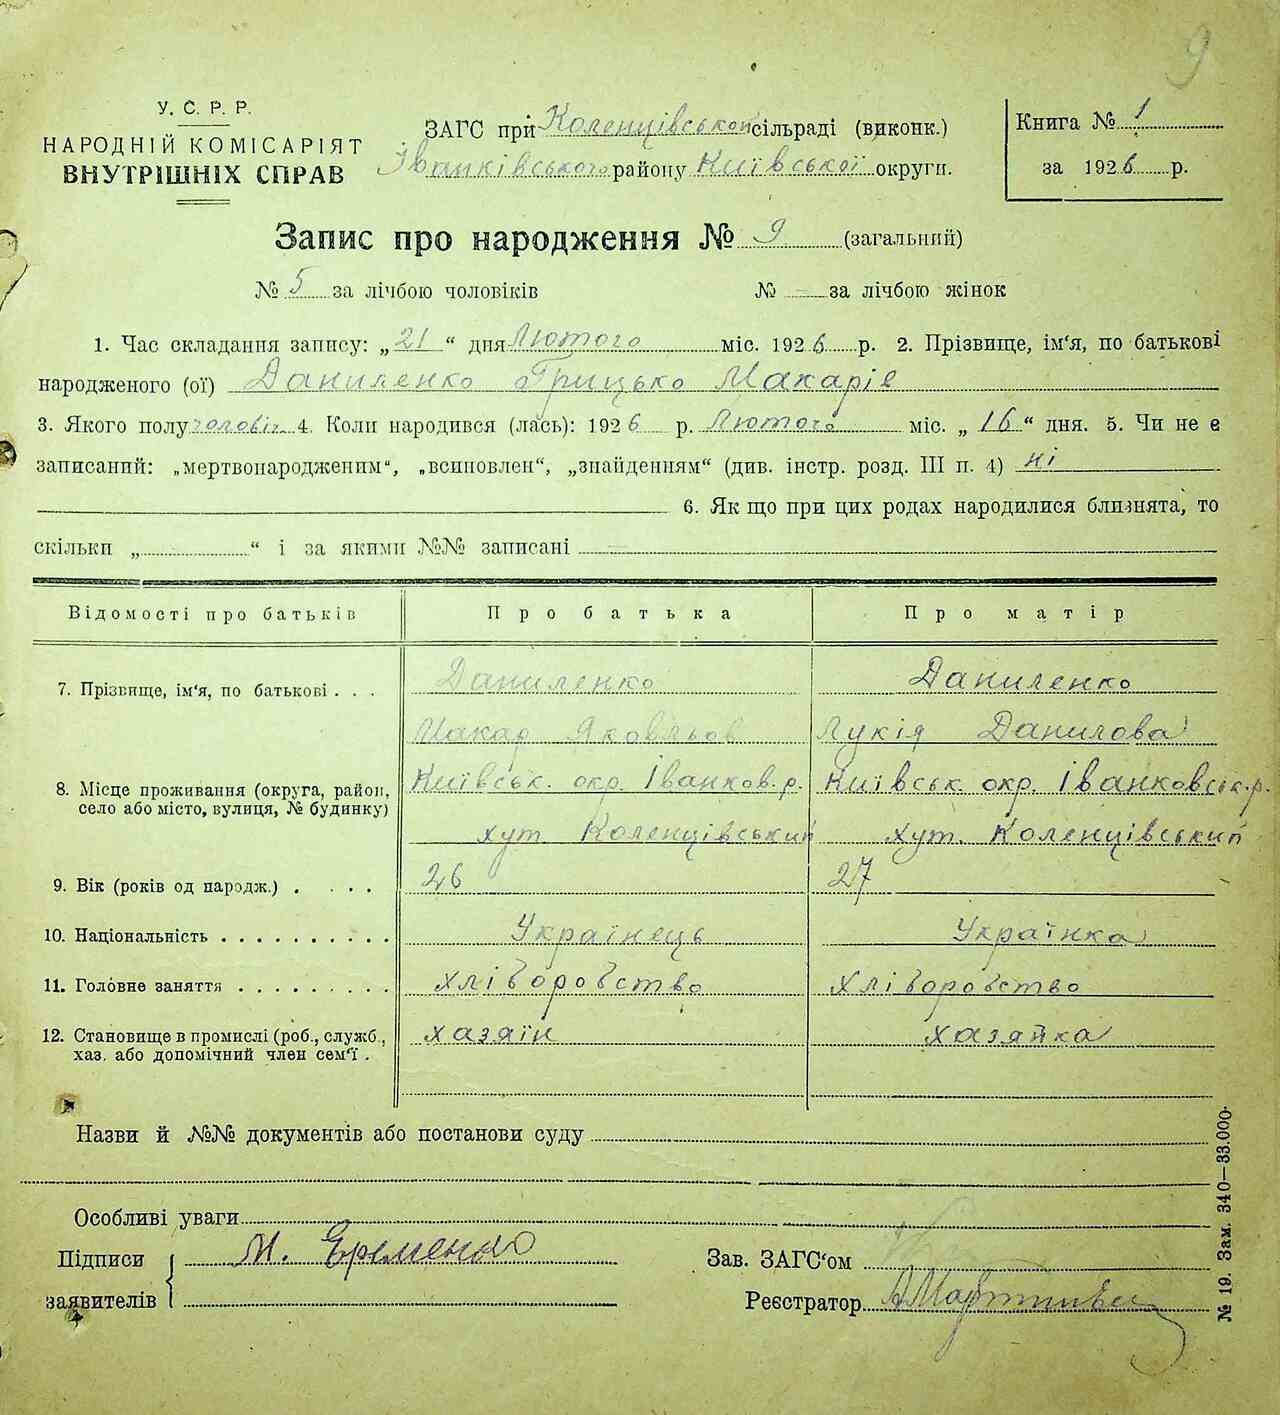 9
У. С. Р. Р.
НАРОДНІЙ КОМІСАРІЯТ
ВНУТРІШНІХ СПРАВ
ЗАГС при Коленцівської сільраді (виконк.)
Іванківського району Київської округи.
Книга № 1
за 1926 р.
Запис про народження № 9 (загальний)
№ 5 за лічбою чоловіків № — за лічбою жінок
1. Час складання запису: „21“ дня Лютого міс. 1926 р. 2. Прізвище, ім'я, по батькові
народженого (ої) Даниленко Грицько Макарів
3. Якого полу чоловіч. 4. Коли народився (лась): 1926 р. Лютого міс. „16“ дня. 5. Чи не є
записаний: „мертвонародженим“, „всиновлен“, „знайденням“ (див. інстр. розд. III п. 4) ні
6. Як що при цих родах народилися близнята, то
скільки „ “ і за якими №№ записані
Відомості про батьків Про батька Про матір
7. Прізвище, ім'я, по батькові . . . Даниленко Даниленко
Макар Яковльов Лукія Данилова
8. Місце проживання (округа, район, село або місто, вулиця, № будинку) Київськ. окр. Іванков. р. Київськ. окр. Іванковськ. р.
хут. Коленцівський хут. Коленцівський
9. Вік (років од народж.) . . . . 26 27
10. Національність . . . . . . . . . . Українець Українка
11. Головне заняття . . . . . . . . . хліборобство хліборобство
12. Становище в промислі (роб., служб., хаз. або допомічний член сем'ї . хазяїн хазяйка
Назви й №№ документів або постанови суду
Особливі уваги
Підписи заявителів М. Єременко
Зав. ЗАГС'ом
Реєстратор
№ 19. Зам. 340—33.000.